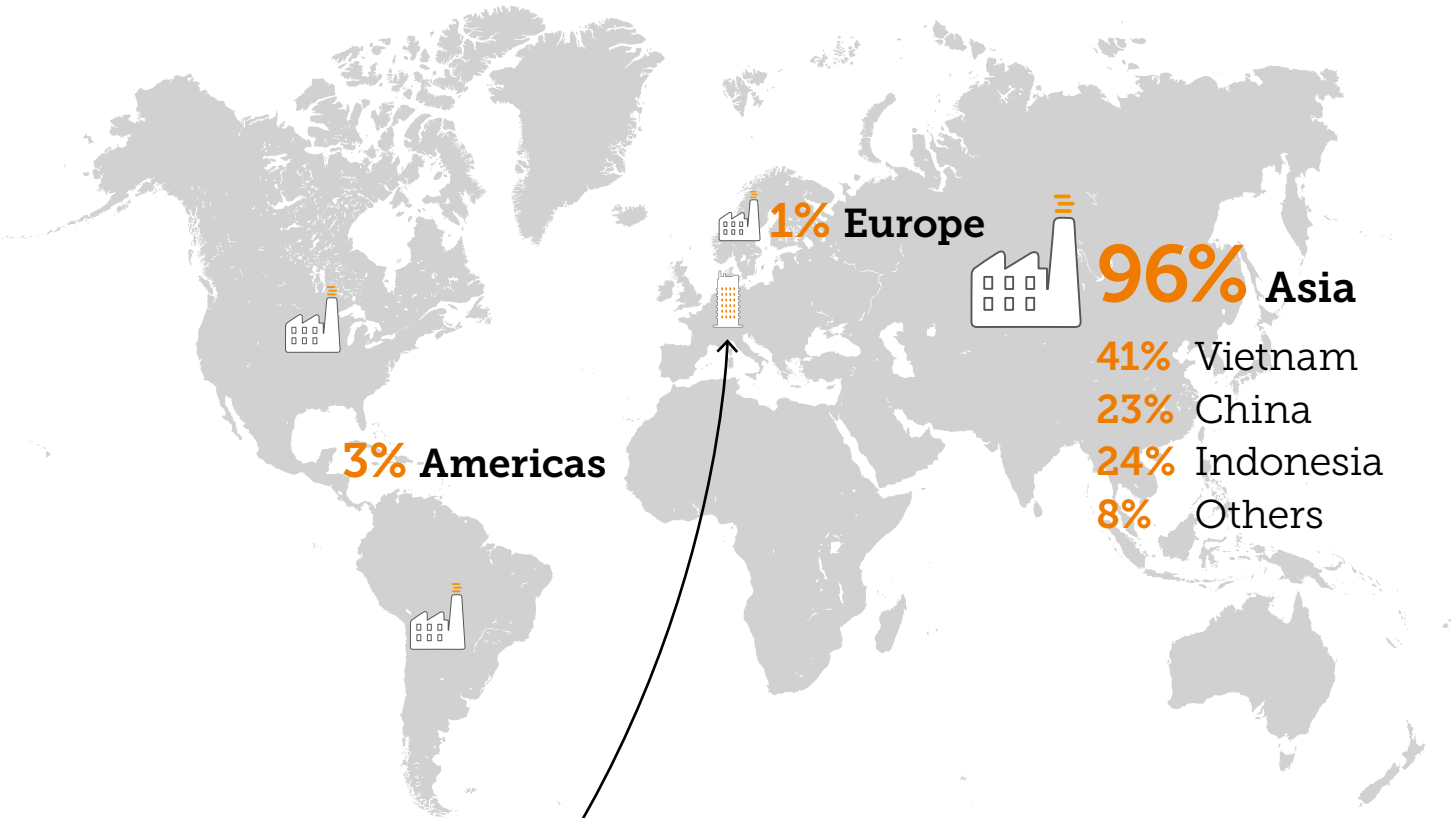 1% Europe
96% Asia
41% Vietnam
23% China
24% Indonesia
8% Others
3% Americas